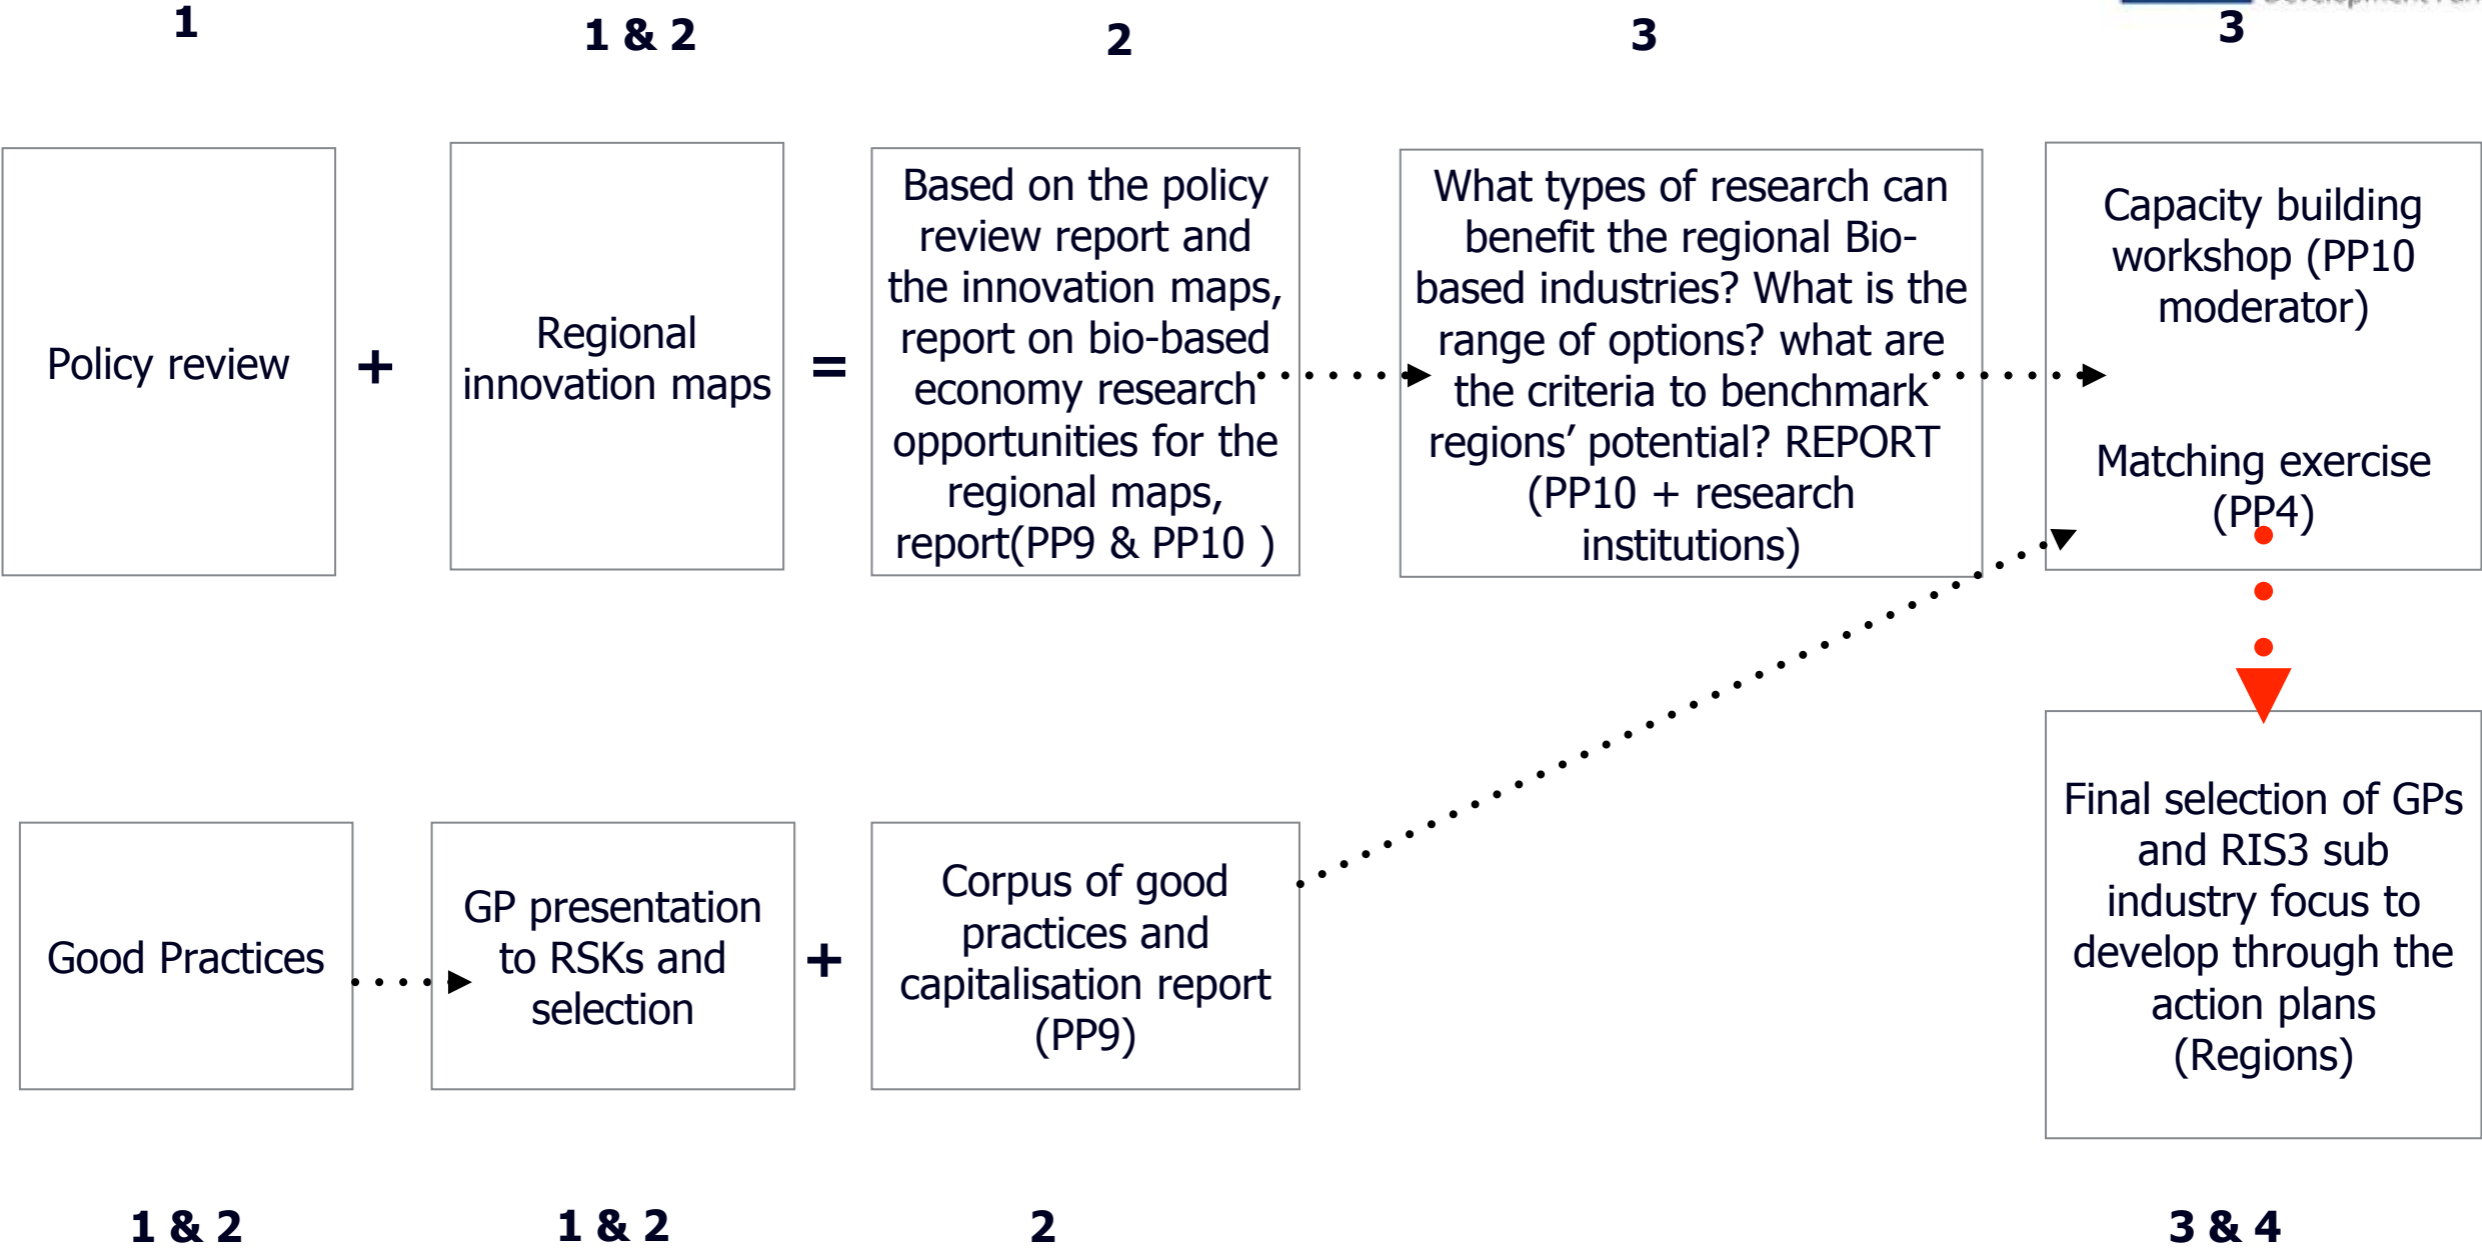 1
1 & 2
2
3
3
Policy review
+
Regional
innovation maps
=
Based on the policy
review report and
the innovation maps,
report on bio-based
economy research
opportunities for the
regional maps,
report(PP9 & PP10 )
What types of research can
benefit the regional Bio-
based industries? What is the
range of options? what are
the criteria to benchmark
regions’ potential? REPORT
(PP10 + research
institutions)
Capacity building
workshop (PP10
moderator)
Matching exercise
(PP4)
Good Practices
GP presentation
to RSKs and
selection
+
Corpus of good
practices and
capitalisation report
(PP9)
Final selection of GPs
and RIS3 sub
industry focus to
develop through the
action plans
(Regions)
1 & 2
1 & 2
2
3 & 4